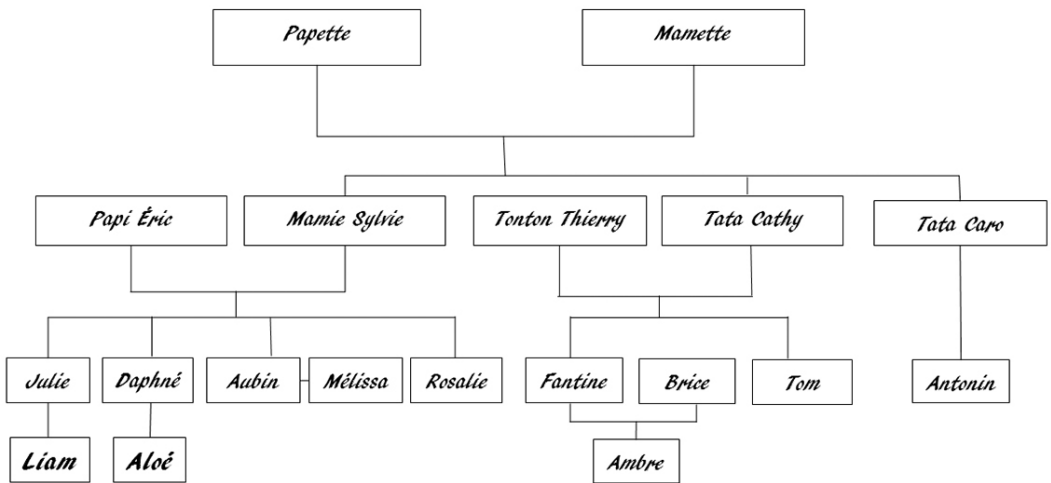 Papette
Mamette
Papi Éric
Mamie Sylvie
Tonton Thierry
Tata Cathy
Tata Caro
Julie
Daphné
Aubin
Mélissa
Rosalie
Fantine
Brice
Tom
Antonin
Liam
Aloé
Ambre